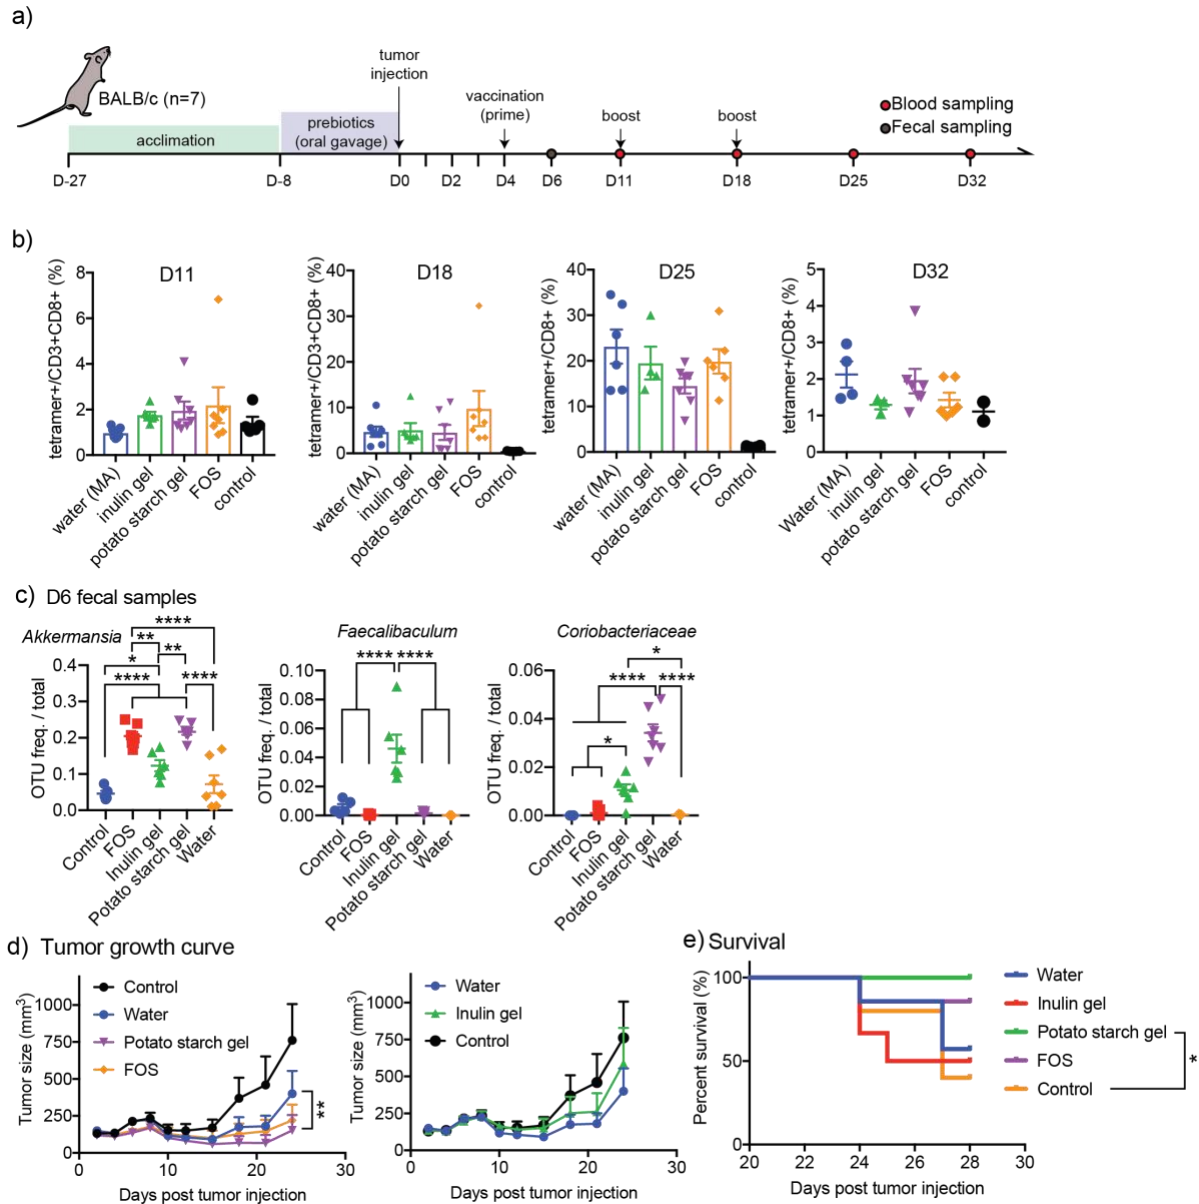 a)
tumor
injection
BALB/c (n=7)
vaccination
(prime)
boost
boost
Blood sampling
Fecal sampling
acclimation
prebiotics
(oral gavage)
D-27
D-8
D0
D2
D4
D6
D11
D18
D25
D32
b)
D11
tetramer+/CD3+CD8+ (%)
8
6
4
2
0
water (MA)
inulin gel
potato starch gel
FOS
control
D18
tetramer+/CD3+CD8+ (%)
40
30
20
10
0
water (MA)
inulin gel
potato starch gel
FOS
control
D25
tetramer+/CD8+ (%)
40
30
20
10
0
water (MA)
inulin gel
potato starch gel
FOS
control
D32
tetramer+/CD8+ (%)
5
4
3
2
1
0
Water (MA)
inulin gel
potato starch gel
FOS
control
c) D6 fecal samples
Akkermansia
****
**
**
*
****
****
OTU freq. / total
0.4
0.3
0.2
0.1
0.0
Control
FOS
Inulin gel
Potato starch gel
Water
Faecalibaculum
**** ****
OTU freq. / total
0.10
0.08
0.06
0.04
0.02
0.00
Control
FOS
Inulin gel
Potato starch gel
Water
Coriobacteriaceae
*
**** ****
*
OTU freq. / total
0.06
0.04
0.02
0.00
Control
FOS
Inulin gel
Potato starch gel
Water
d) Tumor growth curve
Tumor size (mm3)
1000
750
500
250
0
Control
Water
Potato starch gel
FOS
**
0 10 20 30
Days post tumor injection
Tumor size (mm3)
1000
750
500
250
0
Water
Inulin gel
Control
0 10 20 30
Days post tumor injection
e) Survival
Percent survival (%)
100
50
0
20 22 24 26 28 30
Days post tumor injection
Water
Inulin gel
Potato starch gel
FOS
Control
*